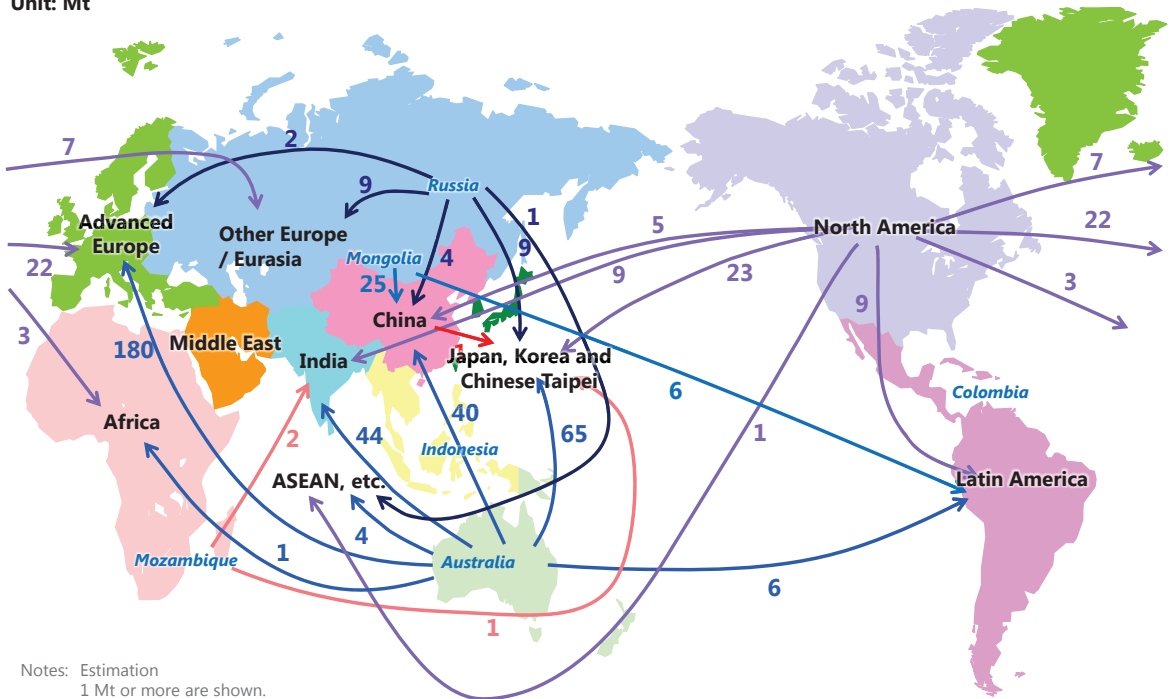 Unit: Mt
7
2
Russia
9
1
7
Advanced
Europe
Other Europe
/ Eurasia
Mongolia
4
9
5
North America
22
22
25
9
23
3
3
China
9
180
Middle East
India
1
Japan, Korea and
Chinese Taipei
6
Colombia
Africa
2
44
40
65
1
Indonesia
ASEAN, etc.
Latin America
4
Mozambique
1
Australia
6
1
Notes: Estimation
1 Mt or more are shown.